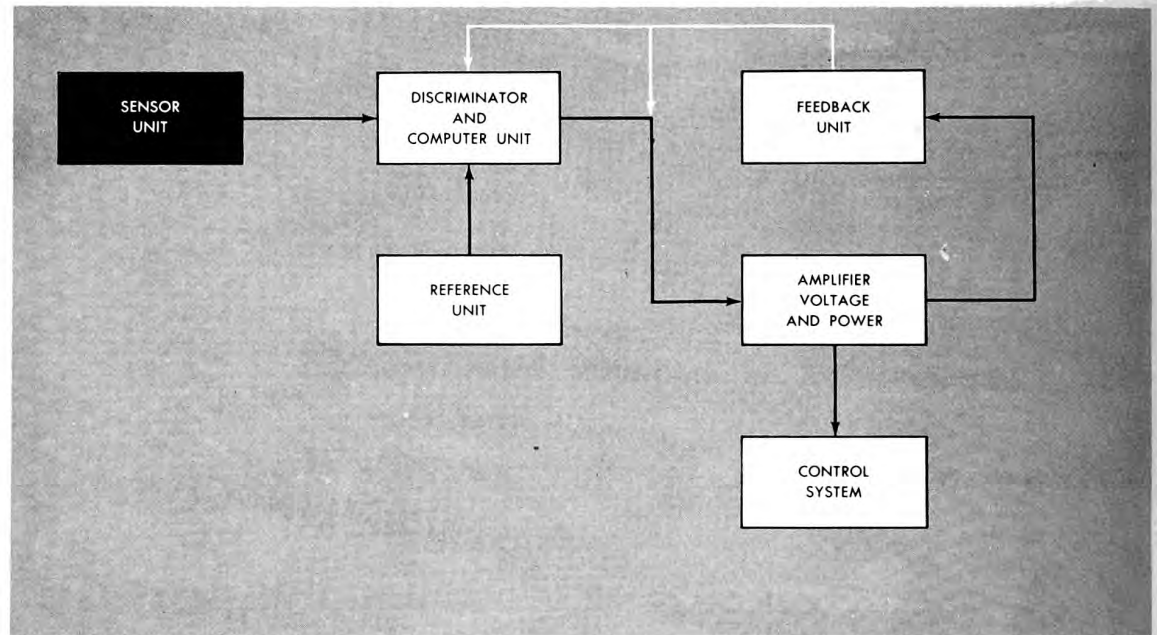 SENSOR
UNIT
DISCRIMINATOR
AND
COMPUTER UNIT
FEEDBACK
UNIT
REFERENCE
UNIT
AMPLIFIER
VOLTAGE
AND POWER
CONTROL
SYSTEM